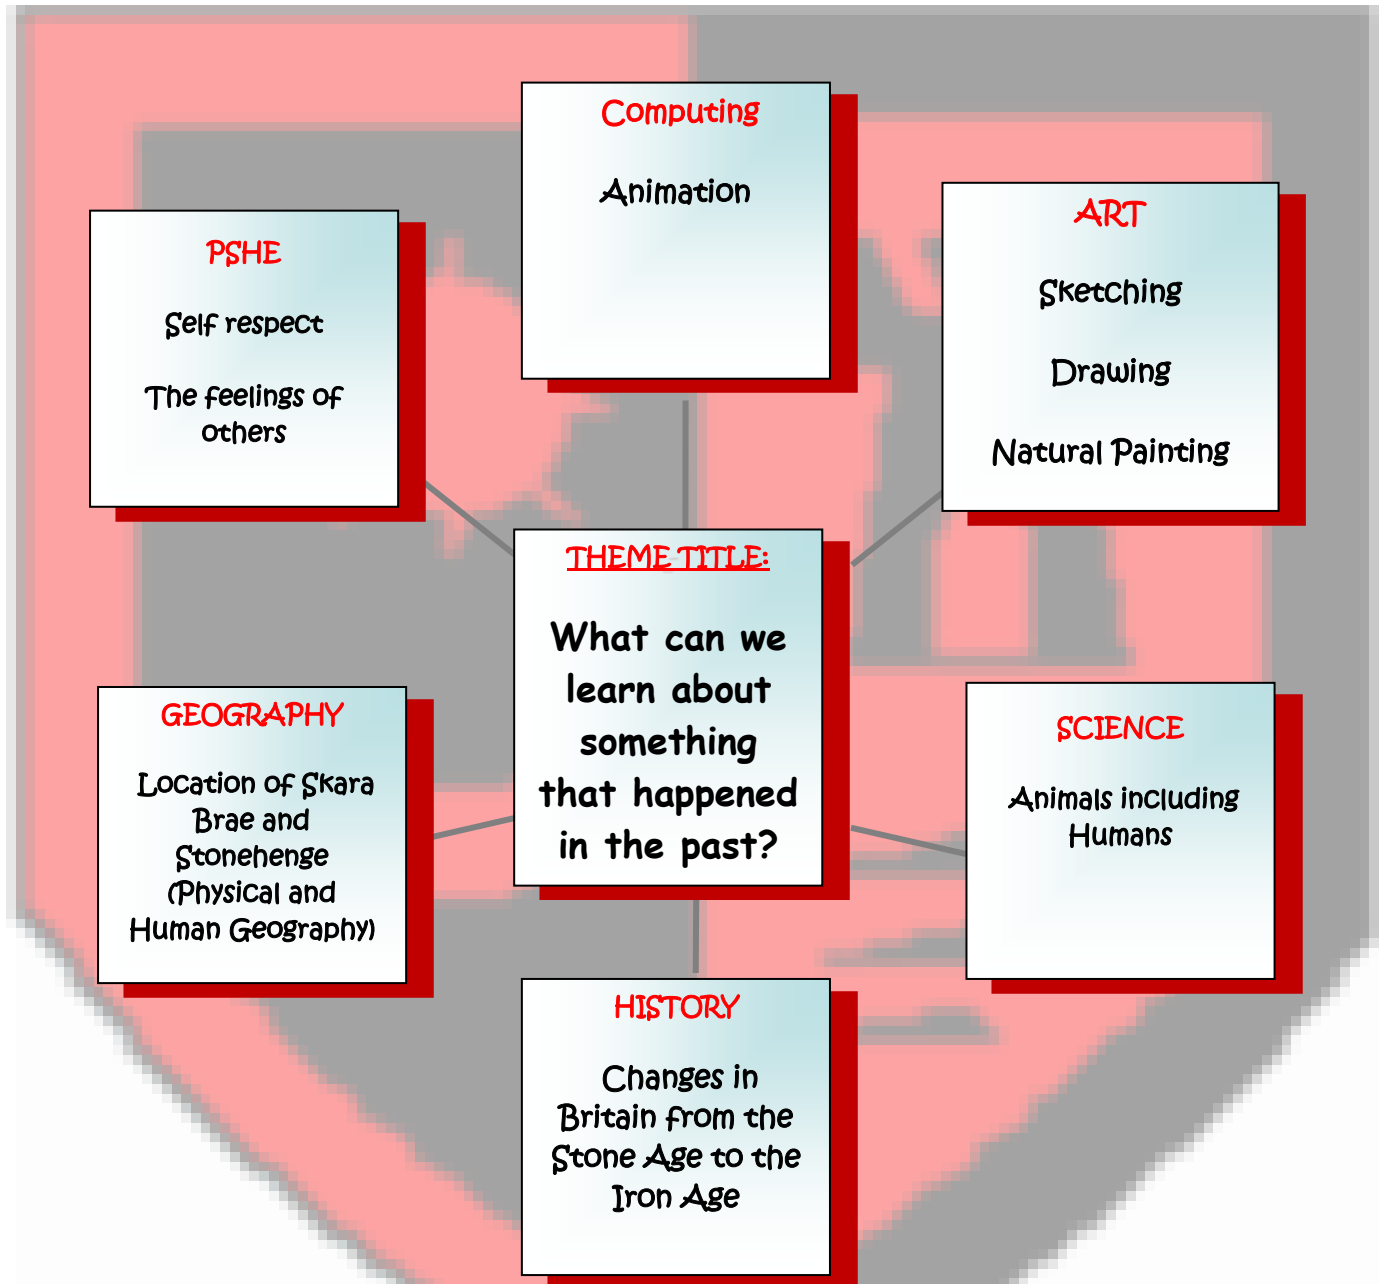 Computing
Animation
ART
Sketching
Drawing
Natural Painting
PSHE
Self respect
The feelings of
others
THEME TITLE:
What can we
learn about
something
that happened
in the past?
GEOGRAPHY
Location of Skara
Brae and
Stonehenge
(Physical and
Human Geography)
SCIENCE
Animals including
Humans
HISTORY
Changes in
Britain from the
Stone Age to the
Iron Age